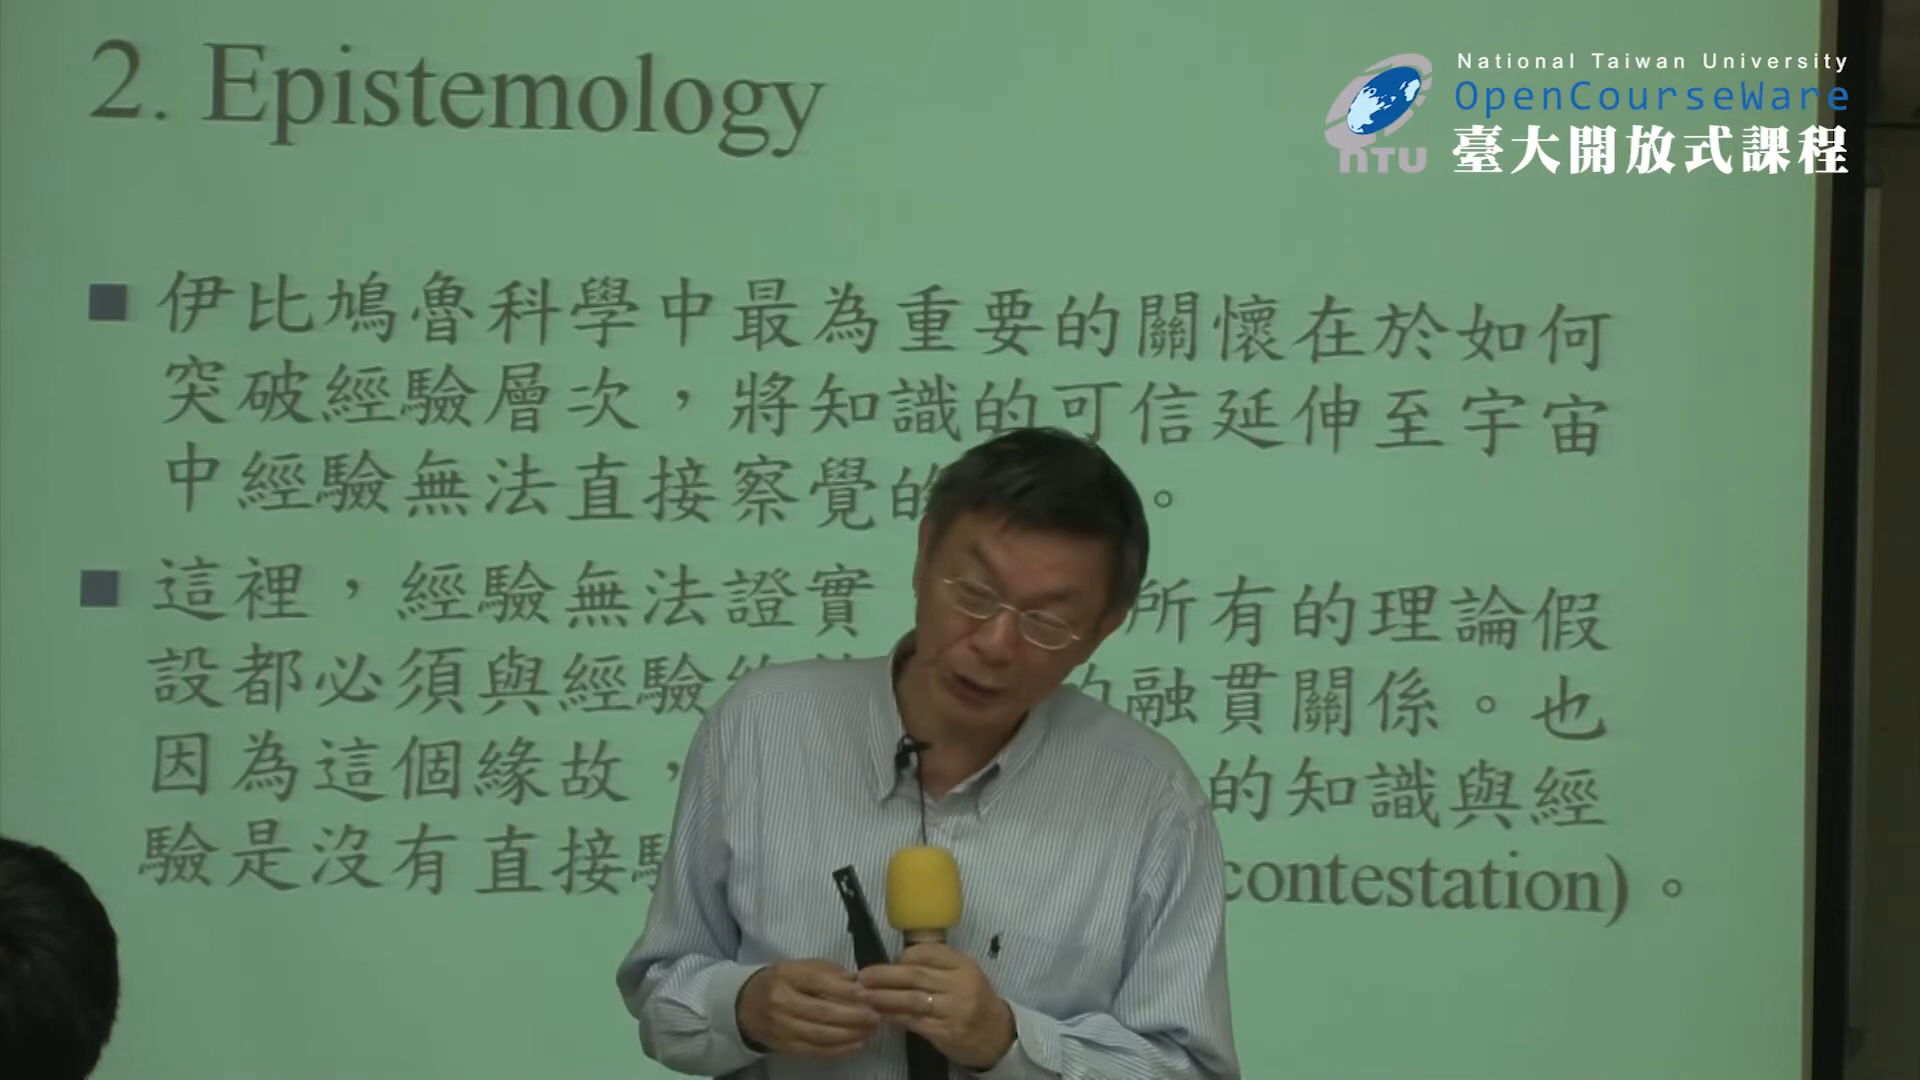 2. Epistemology
National Taiwan University
OpenCourseWare
nTU
臺大開放式課程
伊比鳩魯科學中最為重要的關懷在於如何
突破經驗層次，將知識的可信延伸至宇宙
中經驗無法直接察覺的 。
這裡，經驗無法證實 所有的理論假
設都必須與經驗 的融貫關係。也
因為這個緣故， 的知識與經
驗是沒有直接 contestation)。